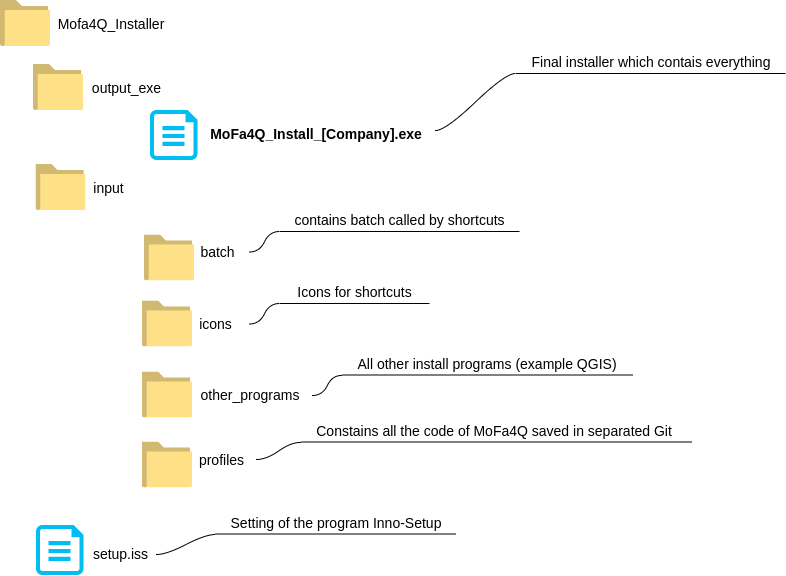 Mofa4Q_Installer
Final installer which contais everything
output_exe
MoFa4Q_Install_[Company].exe
input
contains batch called by shortcuts
batch
Icons for shortcuts
icons
All other install programs (example QGIS)
other_programs
Constains all the code of MoFa4Q saved in separated Git
profiles
Setting of the program Inno-Setup
setup.iss